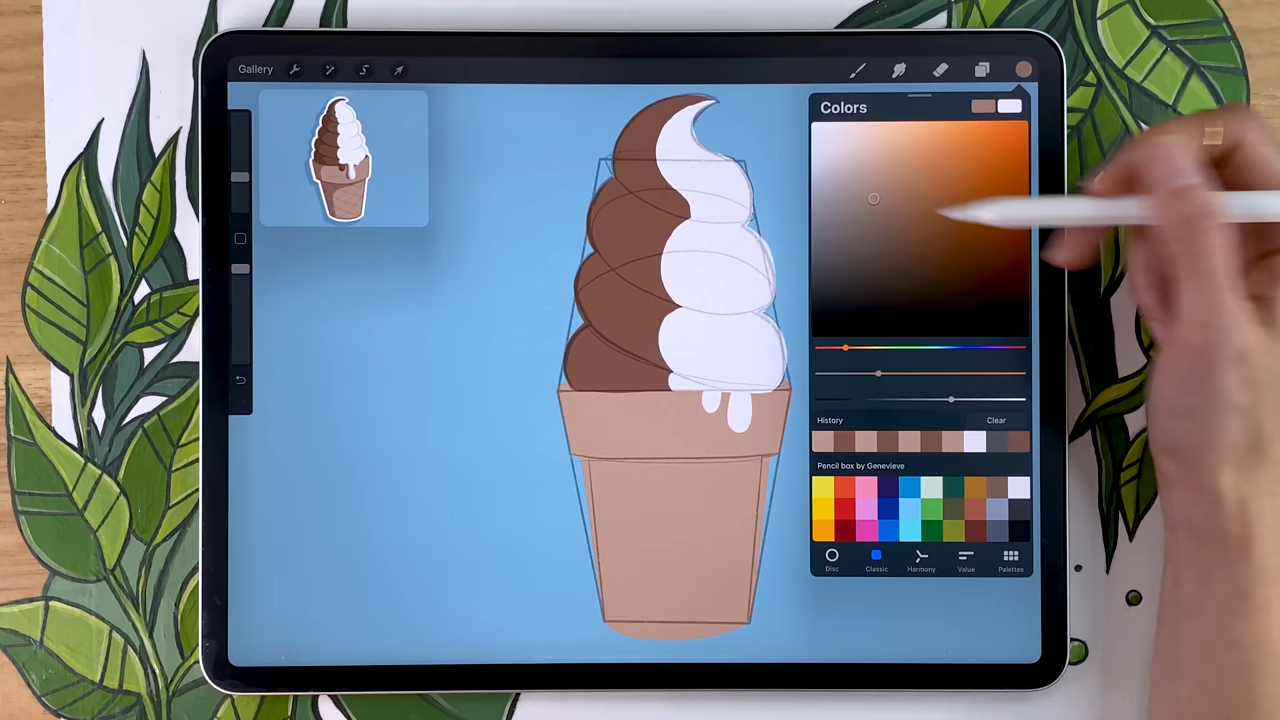 Gallery
Colors
History
Clear
Pencil box by Genevieve
Disc
Classic
Harmony
Value
Palettes